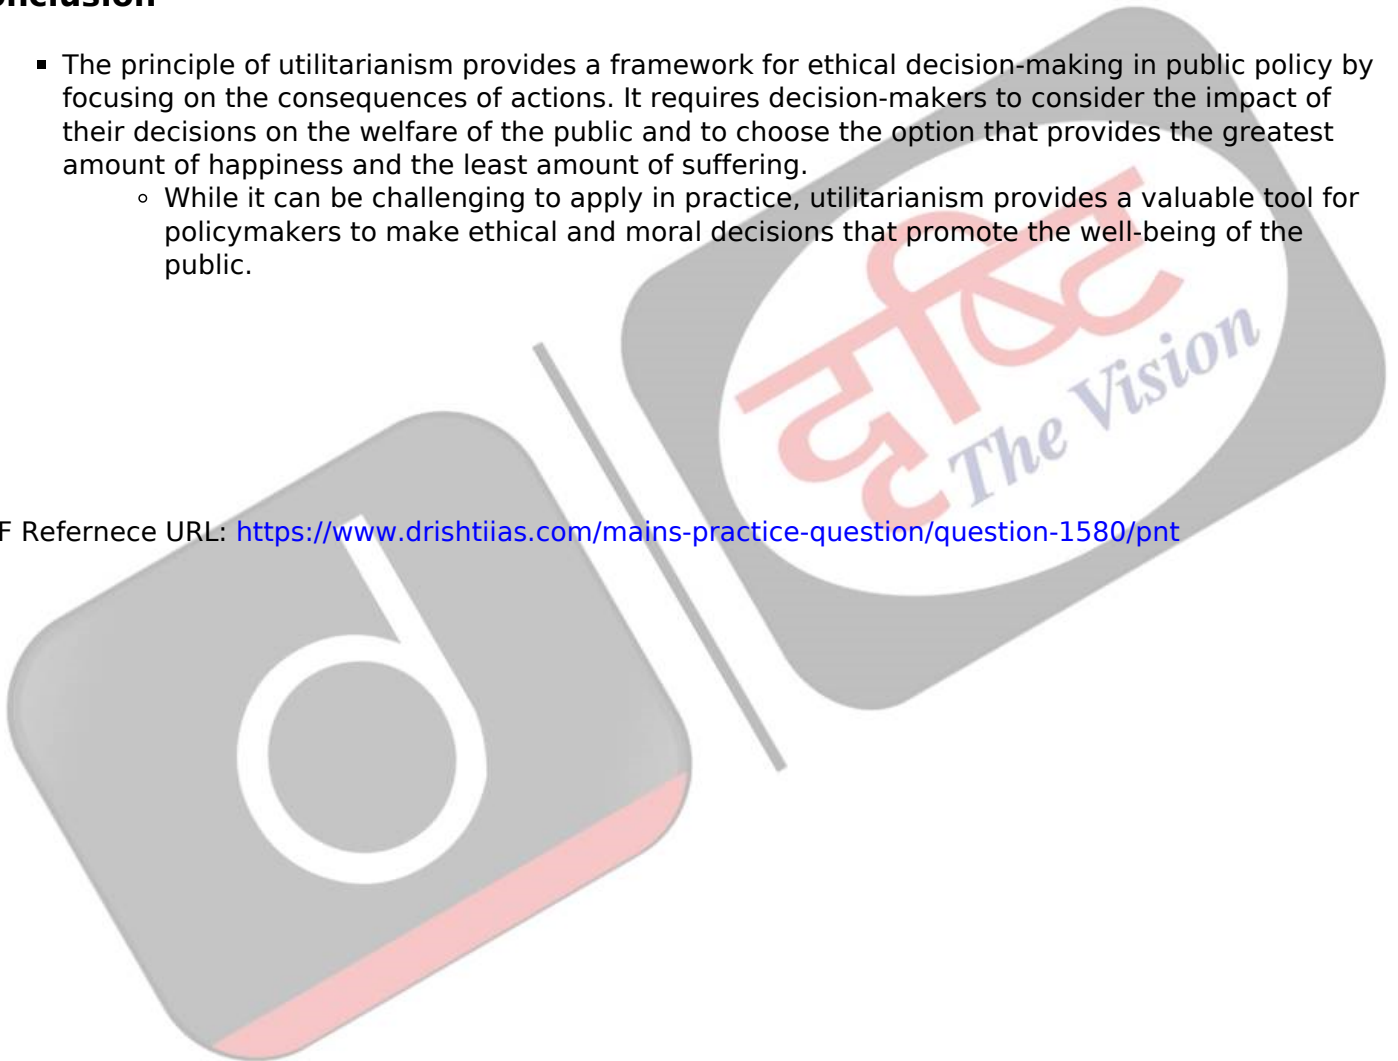 onclusion
▪ The principle of utilitarianism provides a framework for ethical decision-making in public policy by
focusing on the consequences of actions. It requires decision-makers to consider the impact of
their decisions on the welfare of the public and to choose the option that provides the greatest
amount of happiness and the least amount of suffering.
◦ While it can be challenging to apply in practice, utilitarianism provides a valuable tool for
policymakers to make ethical and moral decisions that promote the well-being of the
public.
दृष्टि
The Vision
F Refernece URL: https://www.drishtiias.com/mains-practice-question/question-1580/pnt
d